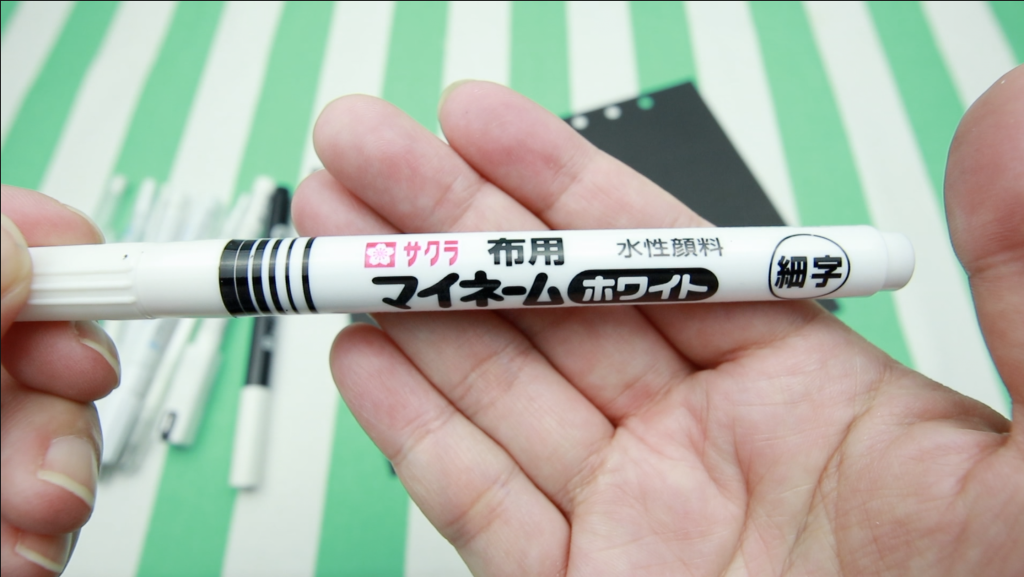 サクラ 布用 水性顔料
マイネームホワイト
細字